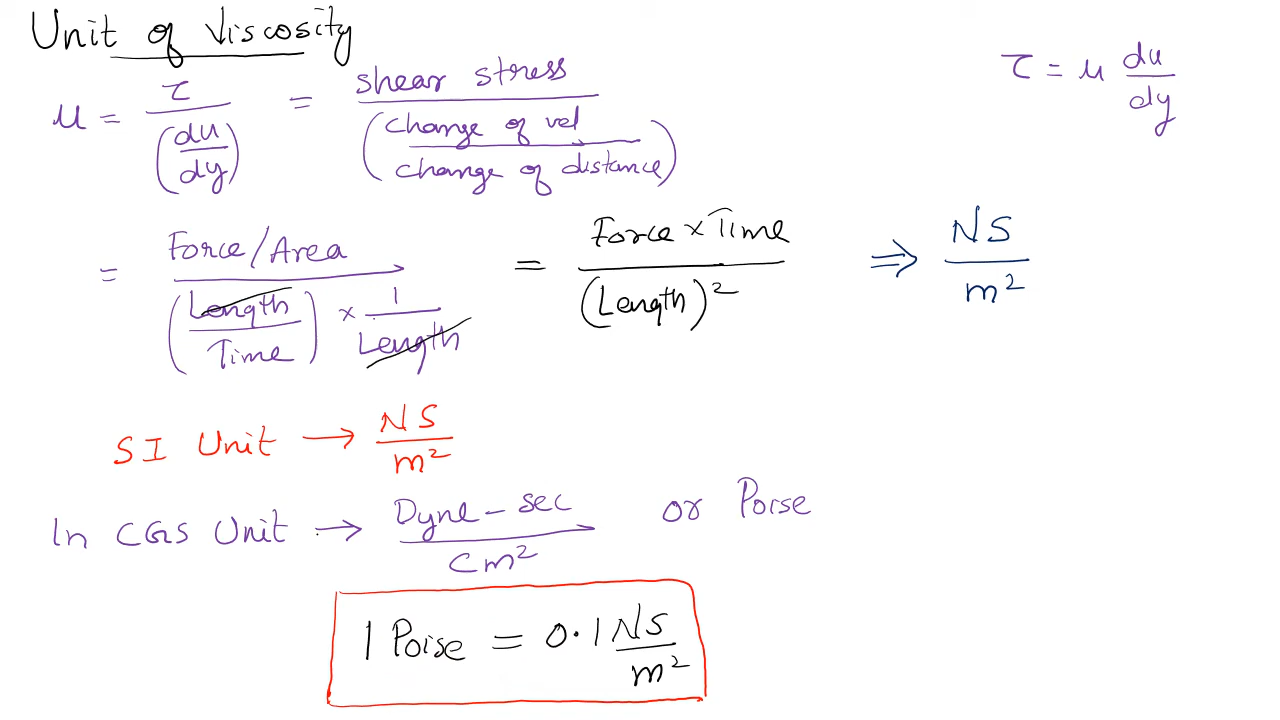 Unit of Viscosity
μ = τ / (du/dy) = shear stress / (change of vel / change of distance)
τ = μ du/dy
= Force/Area / ((Length/Time) × 1/Length) = Force × Time / (Length)² ⇒ NS/m²
SI Unit → NS/m²
In CGS Unit → Dyne - sec / Cm² or Poise
1 Poise = 0.1 NS/m²